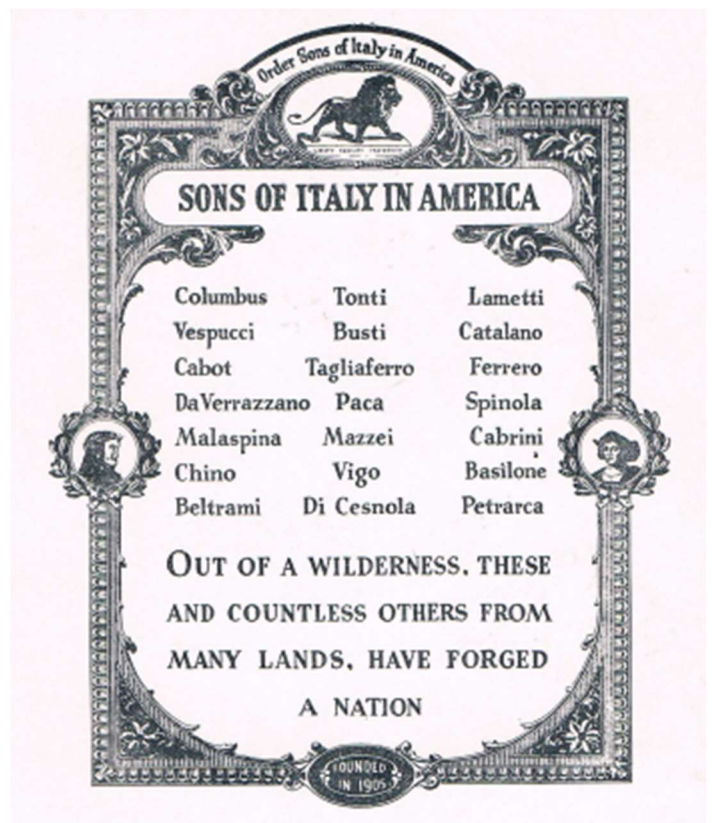 Order Sons of Italy in America
SONS OF ITALY IN AMERICA
Columbus Tonti Lametti
Vespucci Busti Catalano
Cabot Tagliaferro Ferrero
DaVerrazzano Paca Spinola
Malaspina Mazzei Cabrini
Chino Vigo Basilone
Beltrami Di Cesnola Petrarca
OUT OF A WILDERNESS, THESE
AND COUNTLESS OTHERS FROM
MANY LANDS, HAVE FORGED
A NATION
FOUNDED
IN 1905